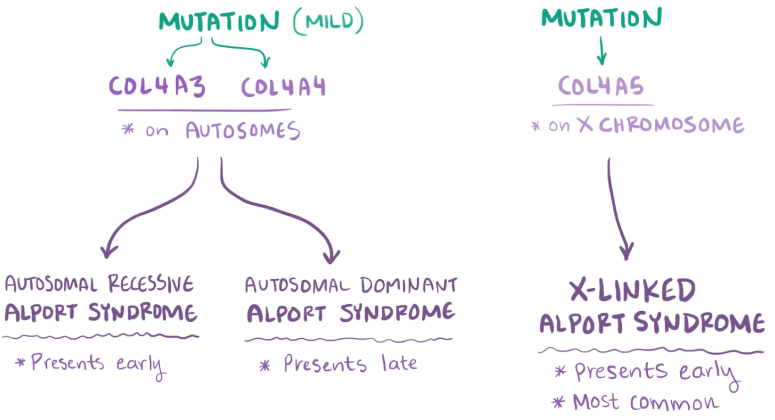 MUTATION (MILD)
COL4A3 COL4A4
* on AUTOSOMES
AUTOSOMAL RECESSIVE
ALPORT SYNDROME
* Presents early
AUTOSOMAL DOMINANT
ALPORT SYNDROME
* Presents late
MUTATION
COL4A5
* on X CHROMOSOME
X-LINKED
ALPORT SYNDROME
* Presents early
* Most common